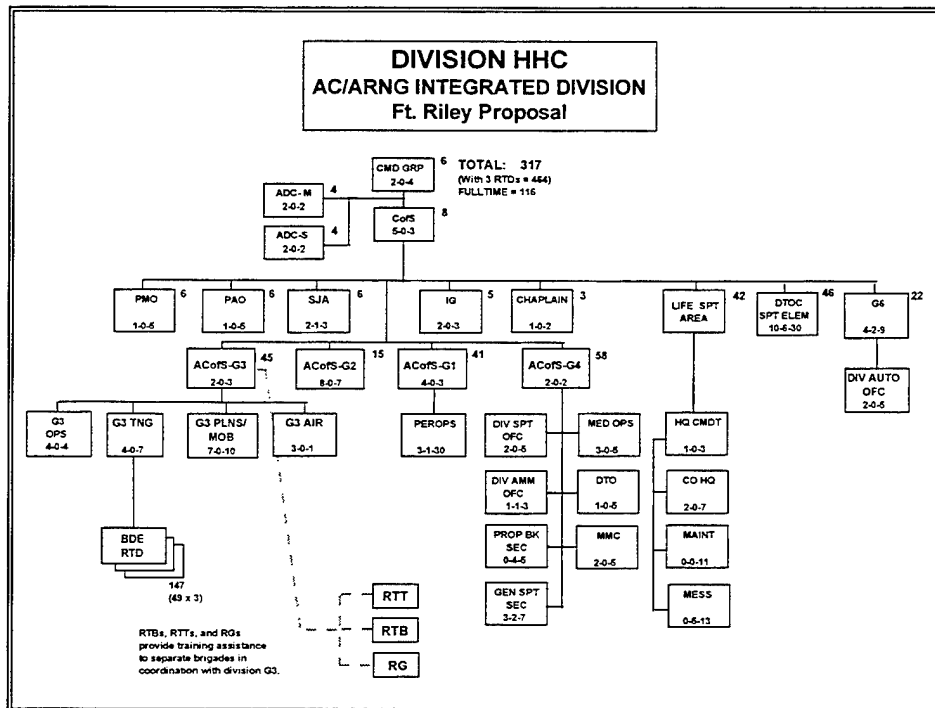 DIVISION HHC
AC/ARNG INTEGRATED DIVISION
Ft. Riley Proposal
CMD GRP
2-0-4
6
TOTAL: 317
(With 3 RTDs = 464)
FULLTIME = 116
ADC-M
2-0-2
4
CofS
5-0-3
8
ADC-S
2-0-2
4
PMO
1-0-5
6
PAO
1-0-5
6
SJA
2-1-3
6
IG
2-0-3
5
CHAPLAIN
1-0-2
3
LIFE SPT
AREA
42
DTOC
SPT ELEM
10-6-30
46
G6
4-2-9
22
ACofS-G3
2-0-3
45
ACofS-G2
8-0-7
15
ACofS-G1
4-0-3
41
ACofS-G4
2-0-2
58
DIV AUTO
OFC
2-0-5
G3
OPS
4-0-4
G3 TNG
4-0-7
G3 PLNS/
MOB
7-0-10
G3 AIR
3-0-1
PEROPS
3-1-30
DIV SPT
OFC
2-0-5
MED OPS
3-0-5
HQ CMDT
1-0-3
DIV AMM
OFC
1-1-3
DTO
1-0-5
CO HQ
2-0-7
BDE
RTD
147
(49 x 3)
PROP BK
SEC
0-4-5
MMC
2-0-5
MAINT
0-0-11
GEN SPT
SEC
3-2-7
MESS
0-5-13
RTT
RTB
RG
RTBs, RTTs, and RGs
provide training assistance
to separate brigades in
coordination with division G3.